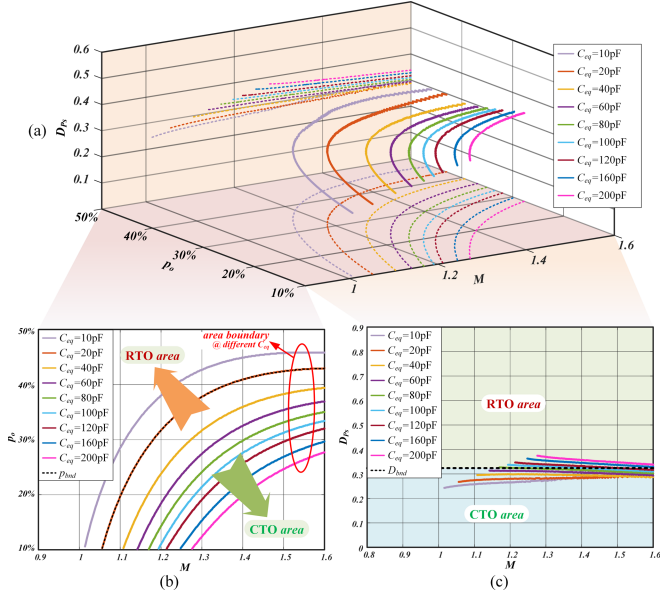 (a)
0.6
0.5
0.4
0.3
0.2
0.1
D_Ps
50%
40%
30%
20%
10%
p_o
1
1.2
1.4
1.6
M
C_eq=10pF
C_eq=20pF
C_eq=40pF
C_eq=60pF
C_eq=80pF
C_eq=100pF
C_eq=120pF
C_eq=160pF
C_eq=200pF
50%
40%
30%
20%
10%
p_o
C_eq=10pF
C_eq=20pF
C_eq=40pF
C_eq=60pF
C_eq=80pF
C_eq=100pF
C_eq=120pF
C_eq=160pF
C_eq=200pF
p_bnd
RTO area
area boundary
@ different C_eq
CTO area
0.9
1
1.1
1.2
1.3
1.4
1.5
1.6
M
(b)
0.9
0.8
0.7
0.6
0.5
0.4
0.3
0.2
0.1
0
D_Ps
C_eq=10pF
C_eq=20pF
C_eq=40pF
C_eq=60pF
C_eq=80pF
C_eq=100pF
C_eq=120pF
C_eq=160pF
C_eq=200pF
D_bnd
RTO area
CTO area
0.8
0.9
1
1.1
1.2
1.3
1.4
1.5
1.6
M
(c)